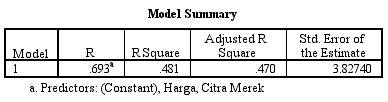 Model Summary
Model R R Square Adjusted R Square Std. Error of the Estimate
1 .693a .481 .470 3.82740
a. Predictors: (Constant), Harga, Citra Merek